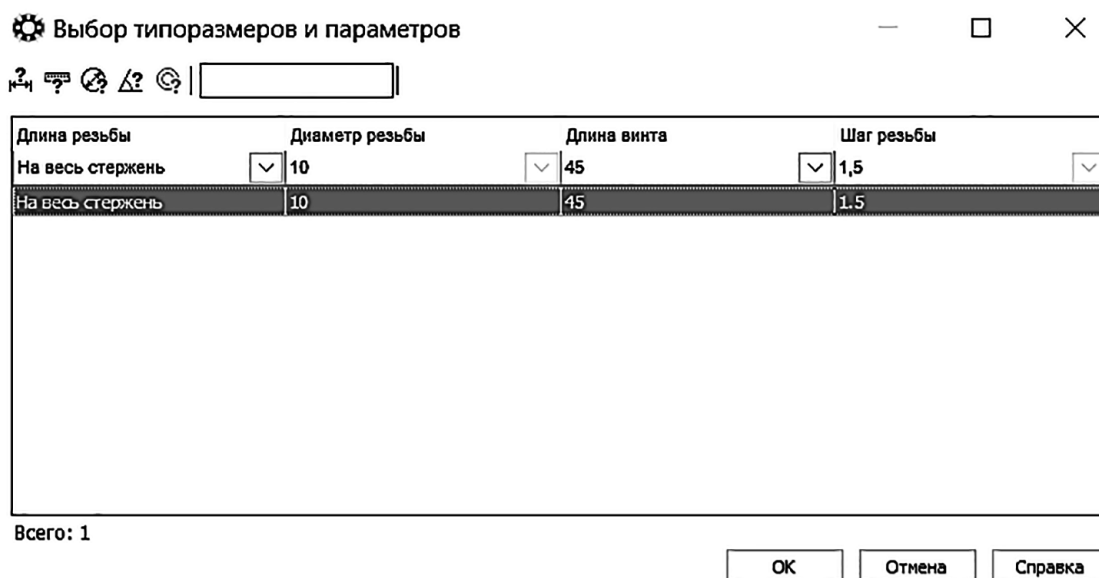 Выбор типоразмеров и параметров
Длина резьбы Диаметр резьбы Длина винта Шаг резьбы
На весь стержень 10 45 1,5
На весь стержень 10 45 1.5
Всего: 1
OK Отмена Справка